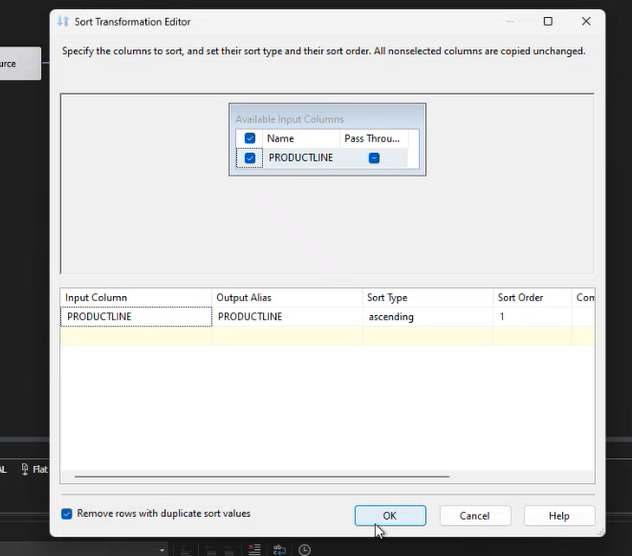 Sort Transformation Editor
Specify the columns to sort, and set their sort type and their sort order. All nonselected columns are copied unchanged.
urce
Available Input Columns
Name Pass Throu...
PRODUCTLINE
Input Column Output Alias Sort Type Sort Order Com
PRODUCTLINE PRODUCTLINE ascending 1
AL Flat
Remove rows with duplicate sort values OK Cancel Help